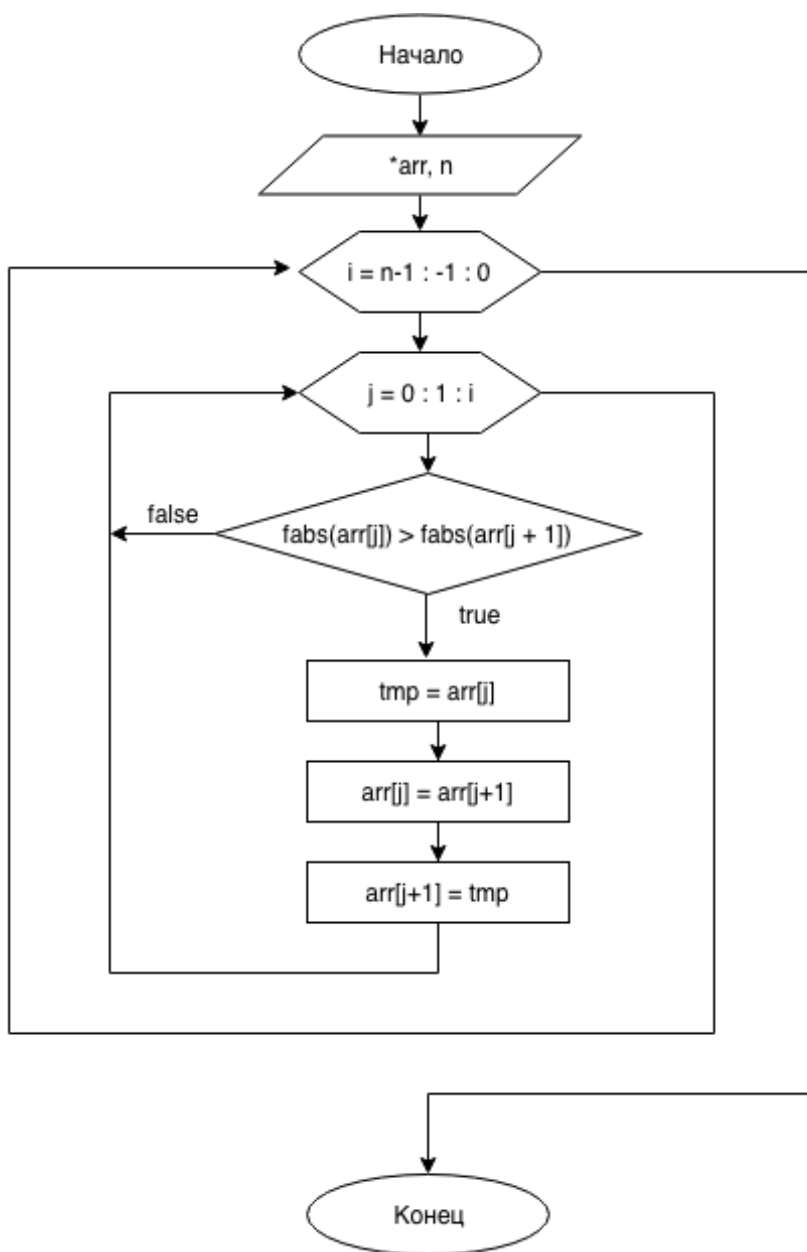 Начало
*arr, n
i = n-1 : -1 : 0
j = 0 : 1 : i
false
fabs(arr[j]) > fabs(arr[j + 1])
true
tmp = arr[j]
arr[j] = arr[j+1]
arr[j+1] = tmp
Конец